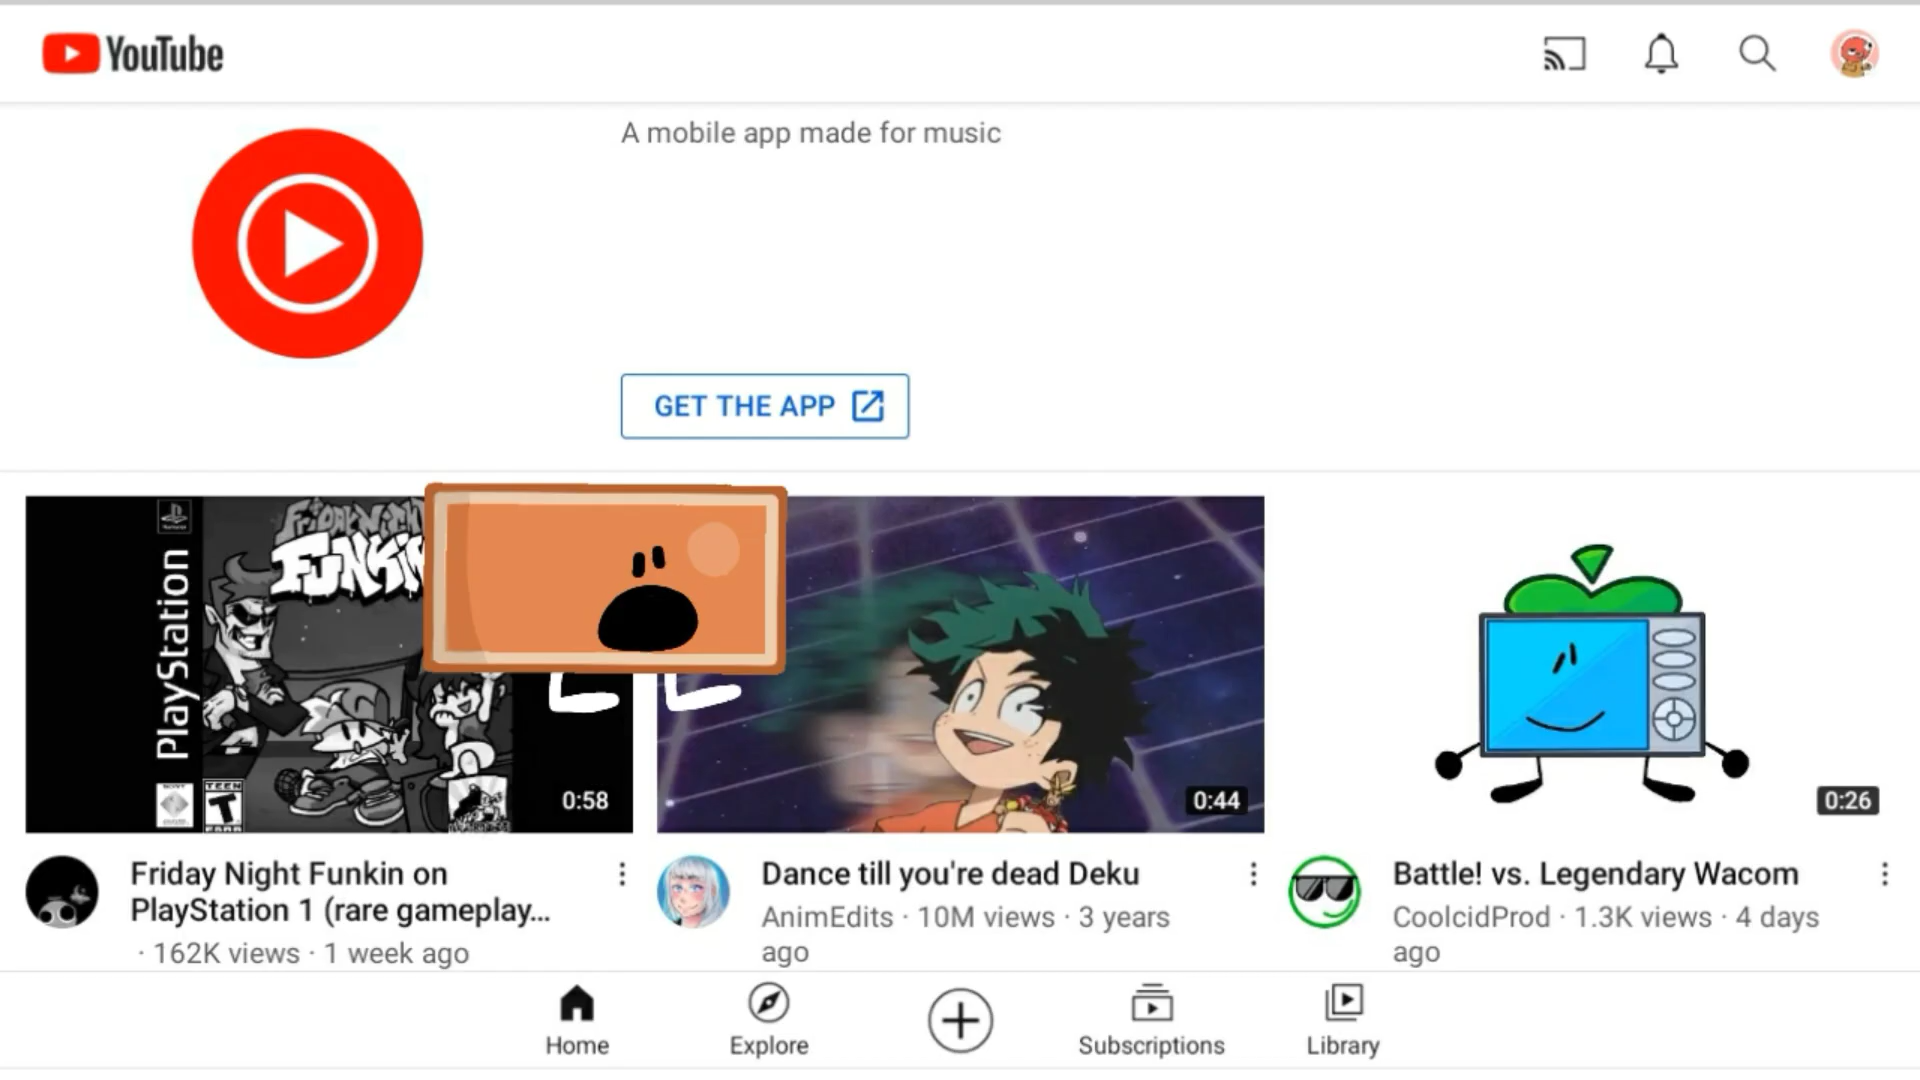 YouTube
A mobile app made for music
GET THE APP
FRIDAY NIGHT
FUNKIN
PlayStation
TEEN
T
0:58
0:44
0:26
Friday Night Funkin on
PlayStation 1 (rare gameplay...
· 162K views · 1 week ago
Dance till you're dead Deku
AnimEdits · 10M views · 3 years
ago
Battle! vs. Legendary Wacom
CoolcidProd · 1.3K views · 4 days
ago
Home
Explore
Subscriptions
Library